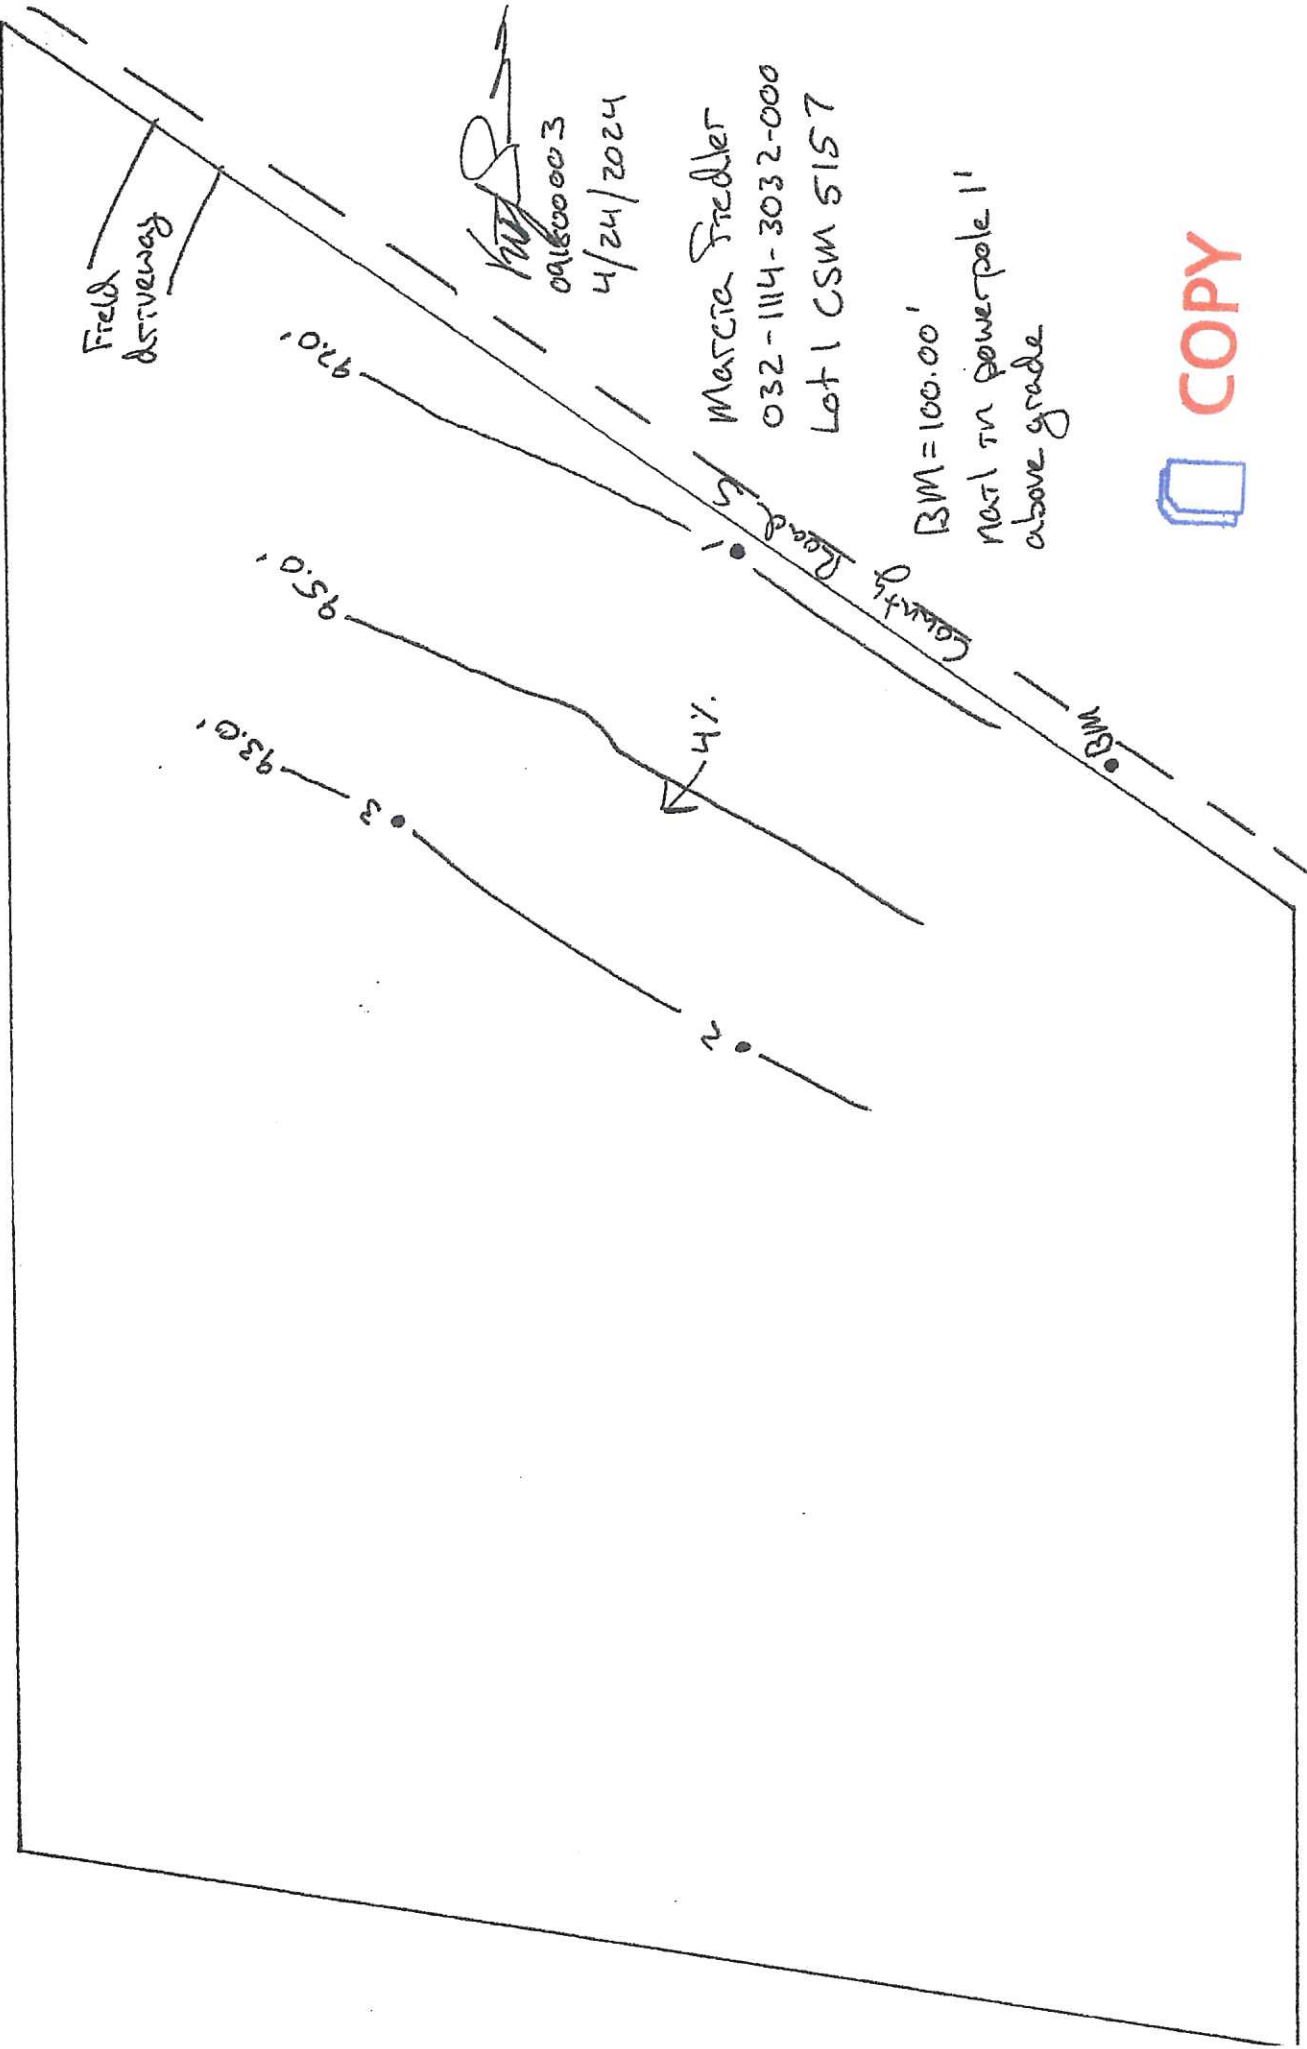 Field
driveway
97.0'
95.0'
93.0'
1
2
3
4%
BM
County Road
091800003
4/24/2024
Marcia Fiedler
032-1114-3032-000
Lot 1 CSM 5157
BM=100.00'
nail in powerpole 1'
above grade
COPY